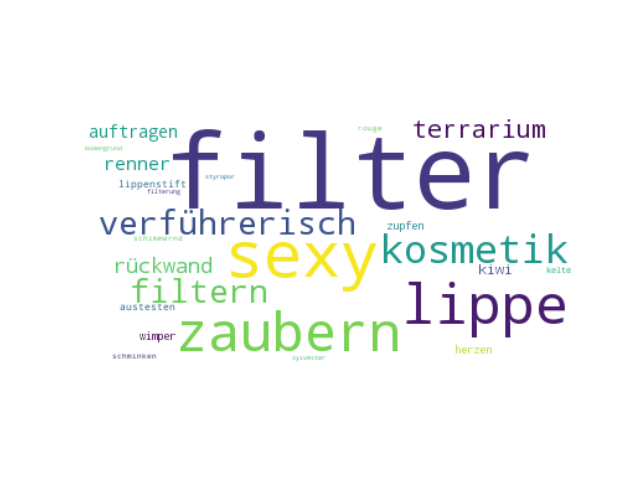 auftragen
filter
rouge
terrarium
bodengrund
renner
styropor
lippenstift
filterung
verführerisch
zupfen
schimmernd
sexy
kosmetik
rückwand
kiwi
kelte
filtern
lippe
austesten
zaubern
wimper
herzen
schminken
sylvester